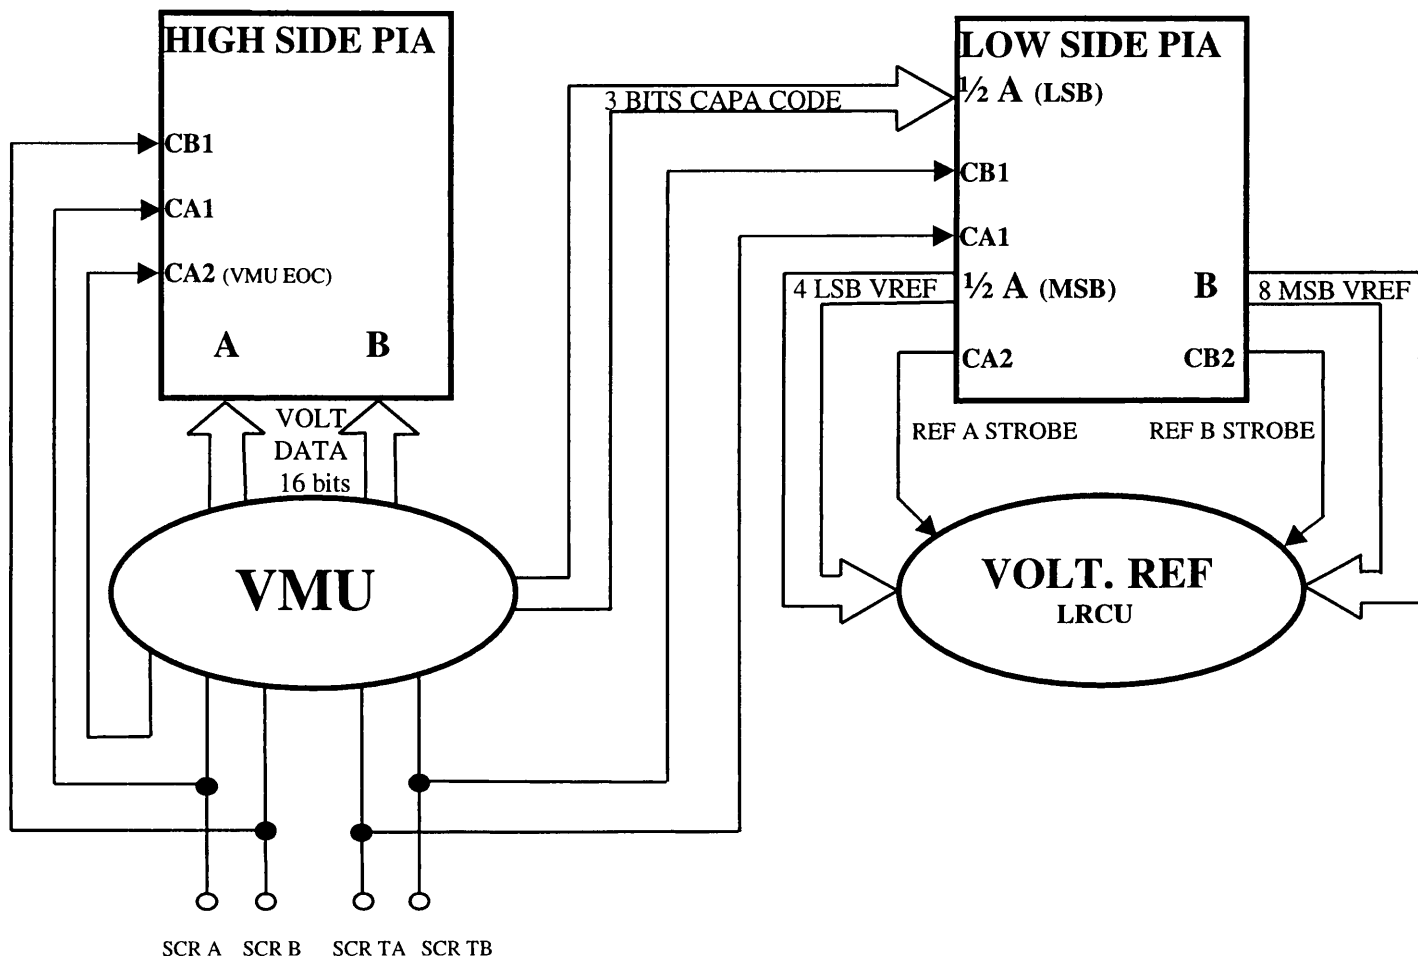 HIGH SIDE PIA
CB1
CA1
CA2 (VMU EOC)
A
B
VOLT
DATA
16 bits
VMU
SCR A
SCR B
SCR TA
SCR TB
3 BITS CAPA CODE
LOW SIDE PIA
½ A (LSB)
CB1
CA1
4 LSB VREF
½ A (MSB)
B
8 MSB VREF
CA2
CB2
REF A STROBE
REF B STROBE
VOLT. REF
LRCU